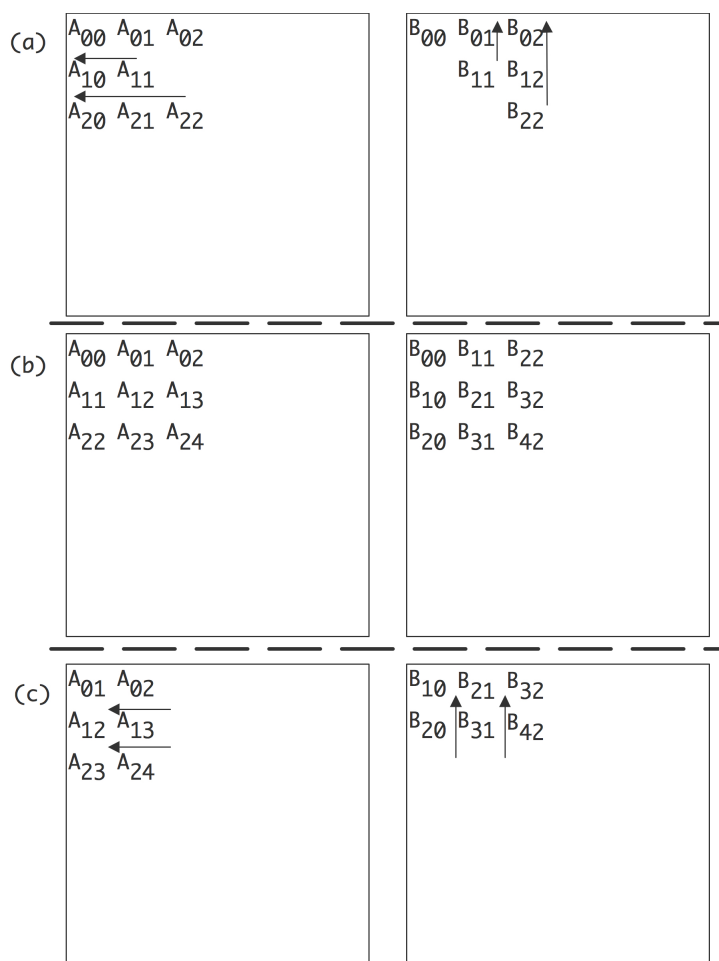 (a) A00 A01 A02 B00 B01 B02
A10 A11 B11 B12
A20 A21 A22 B22
(b) A00 A01 A02 B00 B11 B22
A11 A12 A13 B10 B21 B32
A22 A23 A24 B20 B31 B42
(c) A01 A02 B10 B21 B32
A12 A13 B20 B31 B42
A23 A24